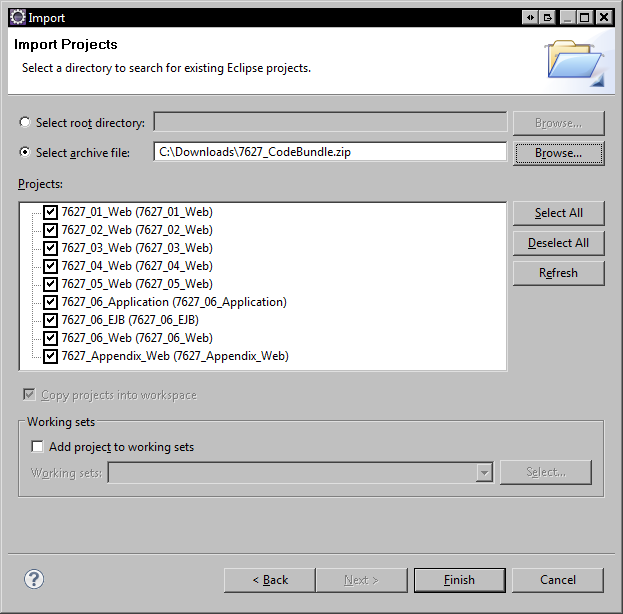 Import
Import Projects
Select a directory to search for existing Eclipse projects.
Select root directory:
Browse...
Select archive file:
C:\Downloads\7627_CodeBundle.zip
Browse...
Projects:
7627_01_Web (7627_01_Web)
7627_02_Web (7627_02_Web)
7627_03_Web (7627_03_Web)
7627_04_Web (7627_04_Web)
7627_05_Web (7627_05_Web)
7627_06_Application (7627_06_Application)
7627_06_EJB (7627_06_EJB)
7627_06_Web (7627_06_Web)
7627_Appendix_Web (7627_Appendix_Web)
Select All
Deselect All
Refresh
Copy projects into workspace
Working sets
Add project to working sets
Working sets:
Select...
?
< Back
Next >
Finish
Cancel